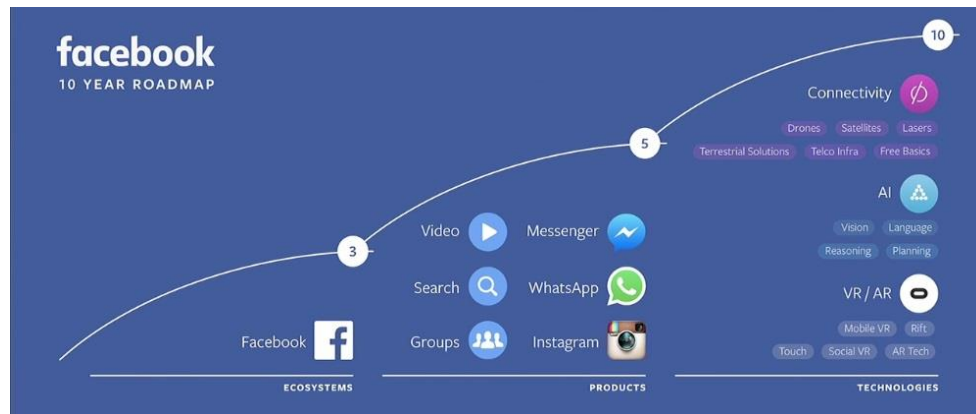 facebook
10 YEAR ROADMAP
10
Connectivity
Drones Satellites Lasers
Terrestrial Solutions Telco Infra Free Basics
5
AI
Vision Language
Reasoning Planning
3
Video Messenger
Search WhatsApp
Groups Instagram
Facebook f
VR / AR
Mobile VR Rift
Touch Social VR AR Tech
ECOSYSTEMS PRODUCTS TECHNOLOGIES